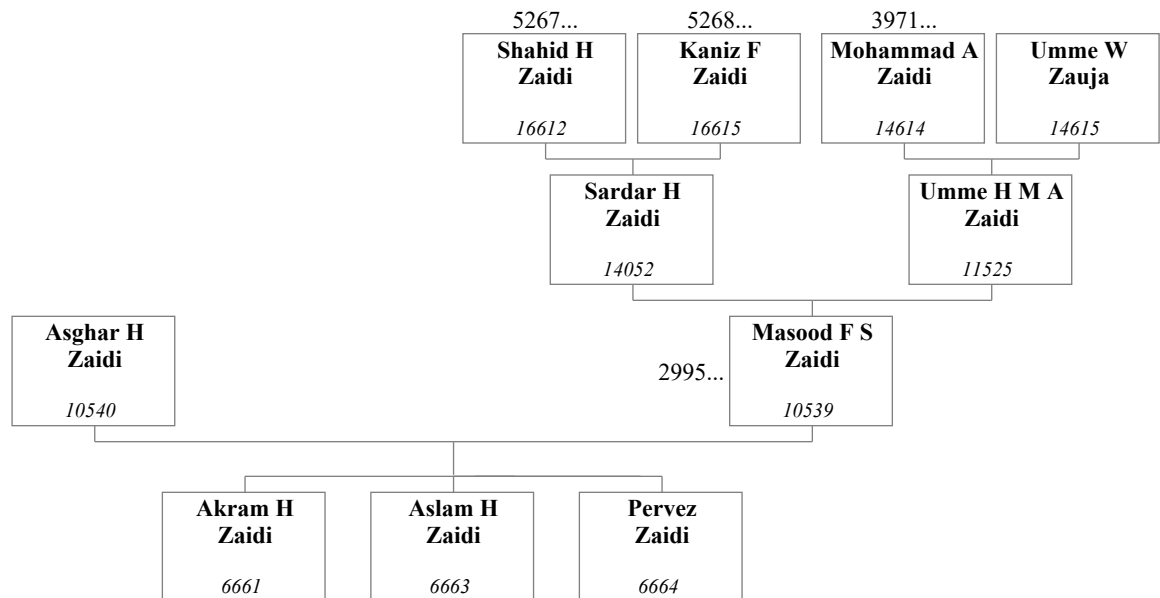 5267...
5268...
3971...
Shahid H
Zaidi
16612
Kaniz F
Zaidi
16615
Mohammad A
Zaidi
14614
Umme W
Zauja
14615
Sardar H
Zaidi
14052
Umme H M A
Zaidi
11525
Asghar H
Zaidi
10540
2995...
Masood F S
Zaidi
10539
Akram H
Zaidi
6661
Aslam H
Zaidi
6663
Pervez
Zaidi
6664